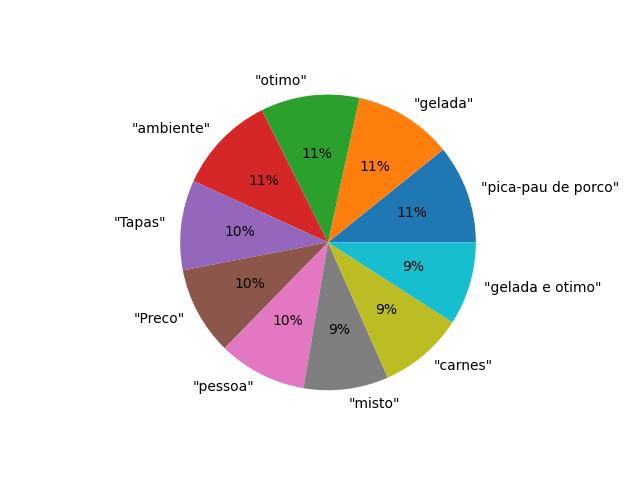 "otimo"
"gelada"
"ambiente"
11%
11%
11%
"pica-pau de porco"
11%
"Tapas"
10%
9%
10%
"gelada e otimo"
"Preco"
10%
9%
9%
"carnes"
"pessoa"
"misto"